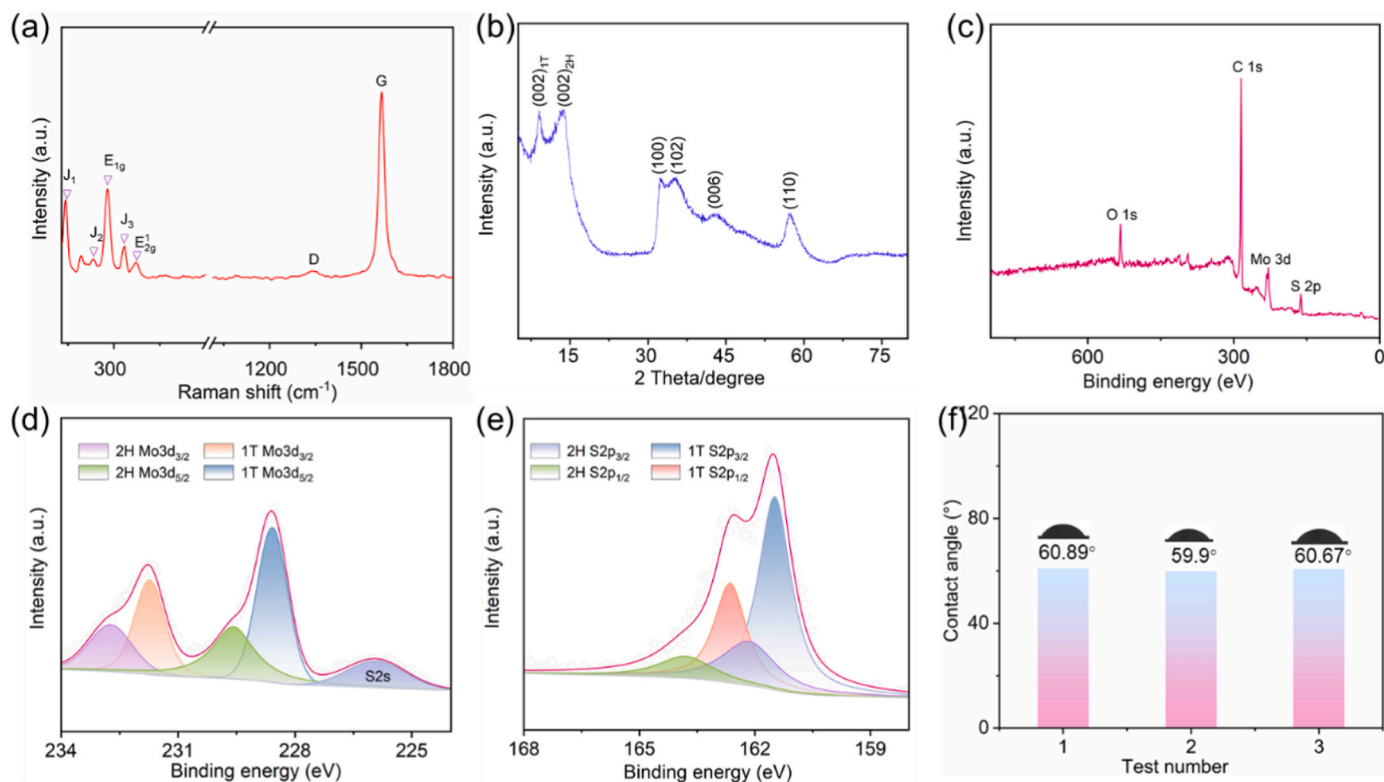 (a)
Intensity (a.u.)
J1
J2
E1g
J3
E12g
D
G
300
1200
1500
1800
Raman shift (cm-1)
(b)
Intensity (a.u.)
(002)1T
(002)2H
(100)
(102)
(006)
(110)
15
30
45
60
75
2 Theta/degree
(c)
Intensity (a.u.)
C 1s
O 1s
Mo 3d
S 2p
600
300
0
Binding energy (eV)
(d)
Intensity (a.u.)
2H Mo3d3/2
1T Mo3d3/2
2H Mo3d5/2
1T Mo3d5/2
S2s
234
231
228
225
Binding energy (eV)
(e)
Intensity (a.u.)
2H S2p3/2
1T S2p3/2
2H S2p1/2
1T S2p1/2
168
165
162
159
Binding energy (eV)
(f)
Contact angle (°)
120
80
40
0
60.89°
59.9°
60.67°
1
2
3
Test number